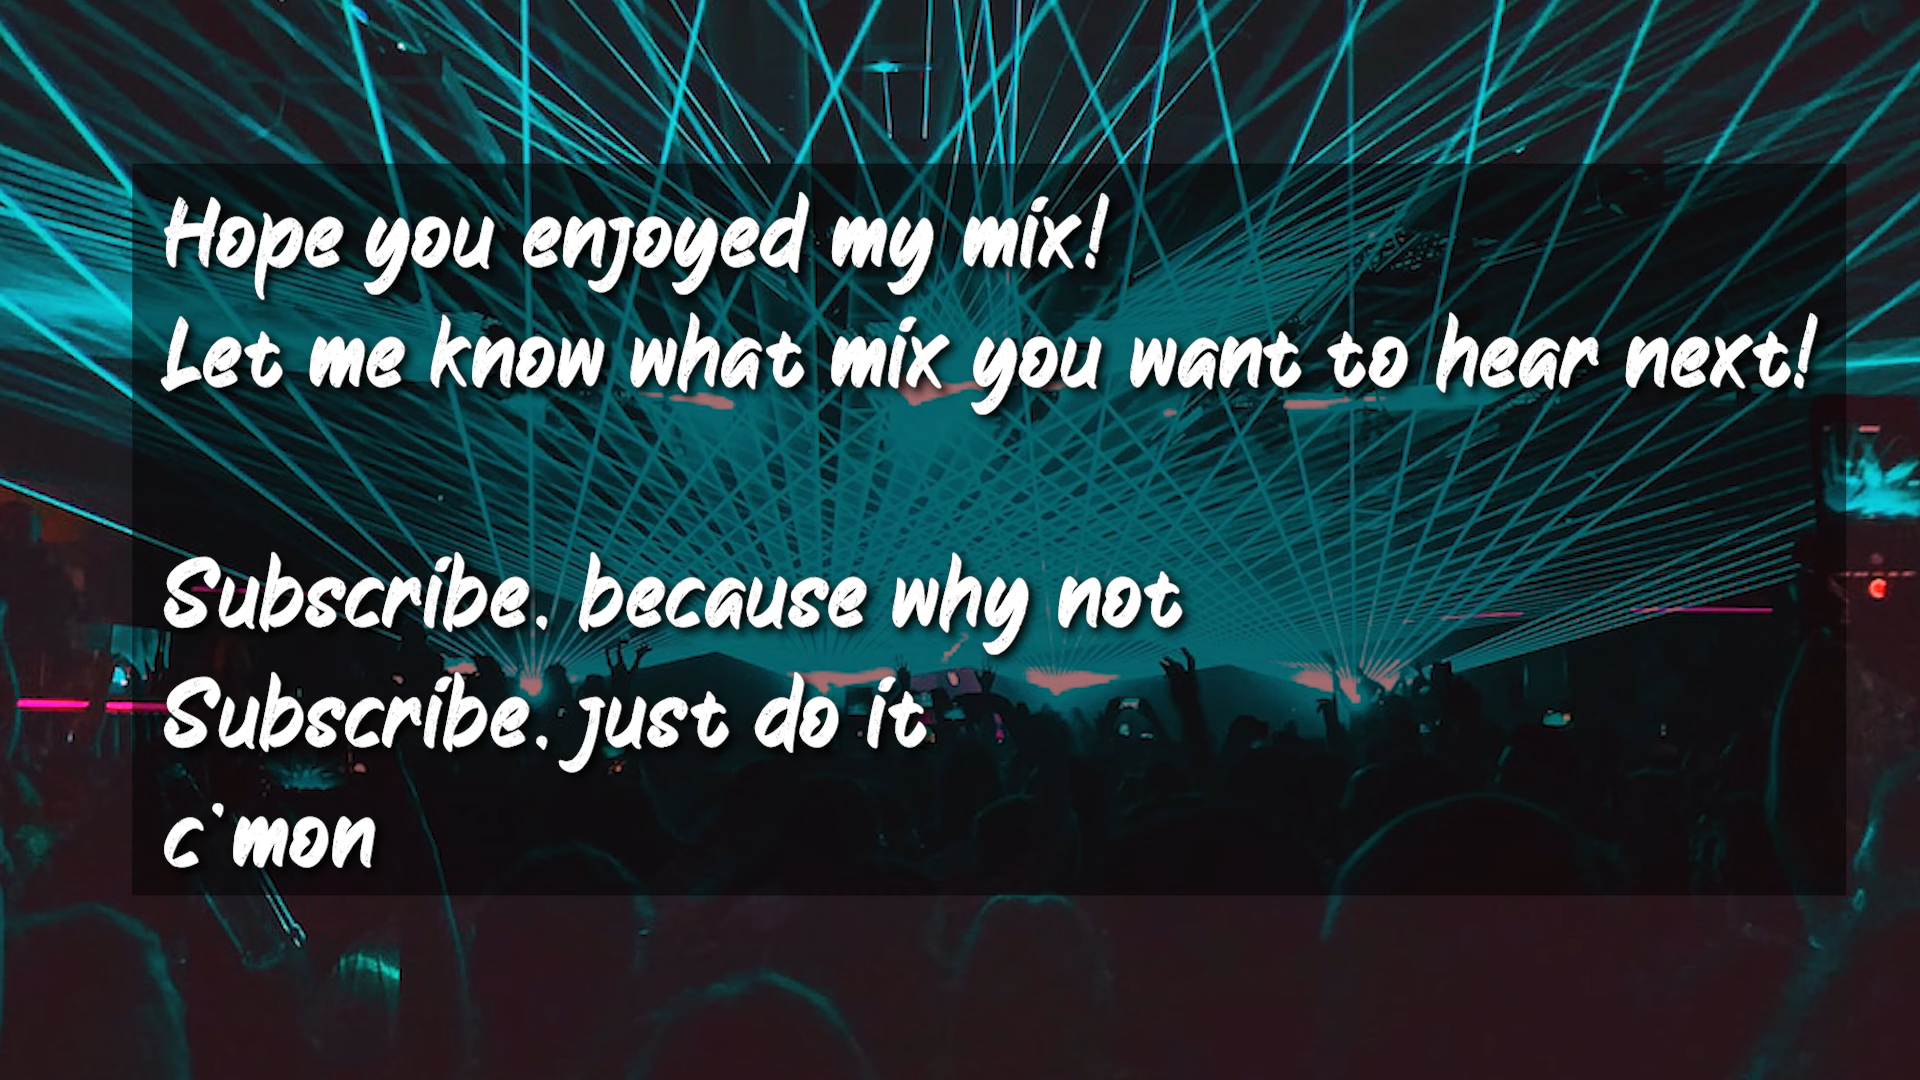 Hope you enjoyed my mix!
Let me know what mix you want to hear next!
Subscribe, because why not
Subscribe, just do it
c'mon